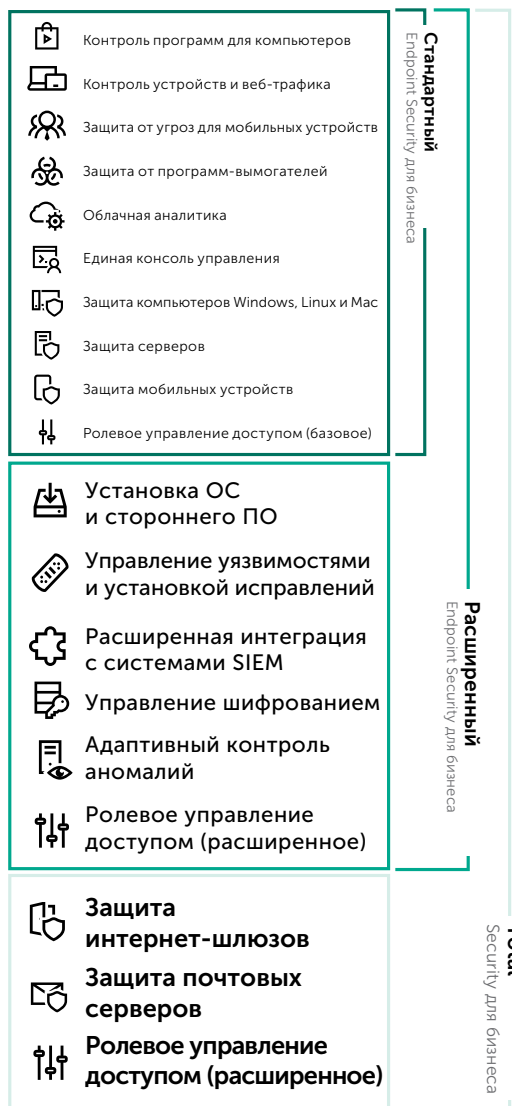 Контроль программ для компьютеров
Контроль устройств и веб-трафика
Защита от угроз для мобильных устройств
Защита от программ-вымогателей
Облачная аналитика
Единая консоль управления
Защита компьютеров Windows, Linux и Mac
Защита серверов
Защита мобильных устройств
Ролевое управление доступом (базовое)
Стандартный
Endpoint Security для бизнеса
Установка ОС
и стороннего ПО
Управление уязвимостями
и установкой исправлений
Расширенная интеграция
с системами SIEM
Управление шифрованием
Адаптивный контроль
аномалий
Ролевое управление
доступом (расширенное)
Расширенный
Endpoint Security для бизнеса
Защита
интернет-шлюзов
Защита почтовых
серверов
Ролевое управление
доступом (расширенное)
Total
Security для бизнеса